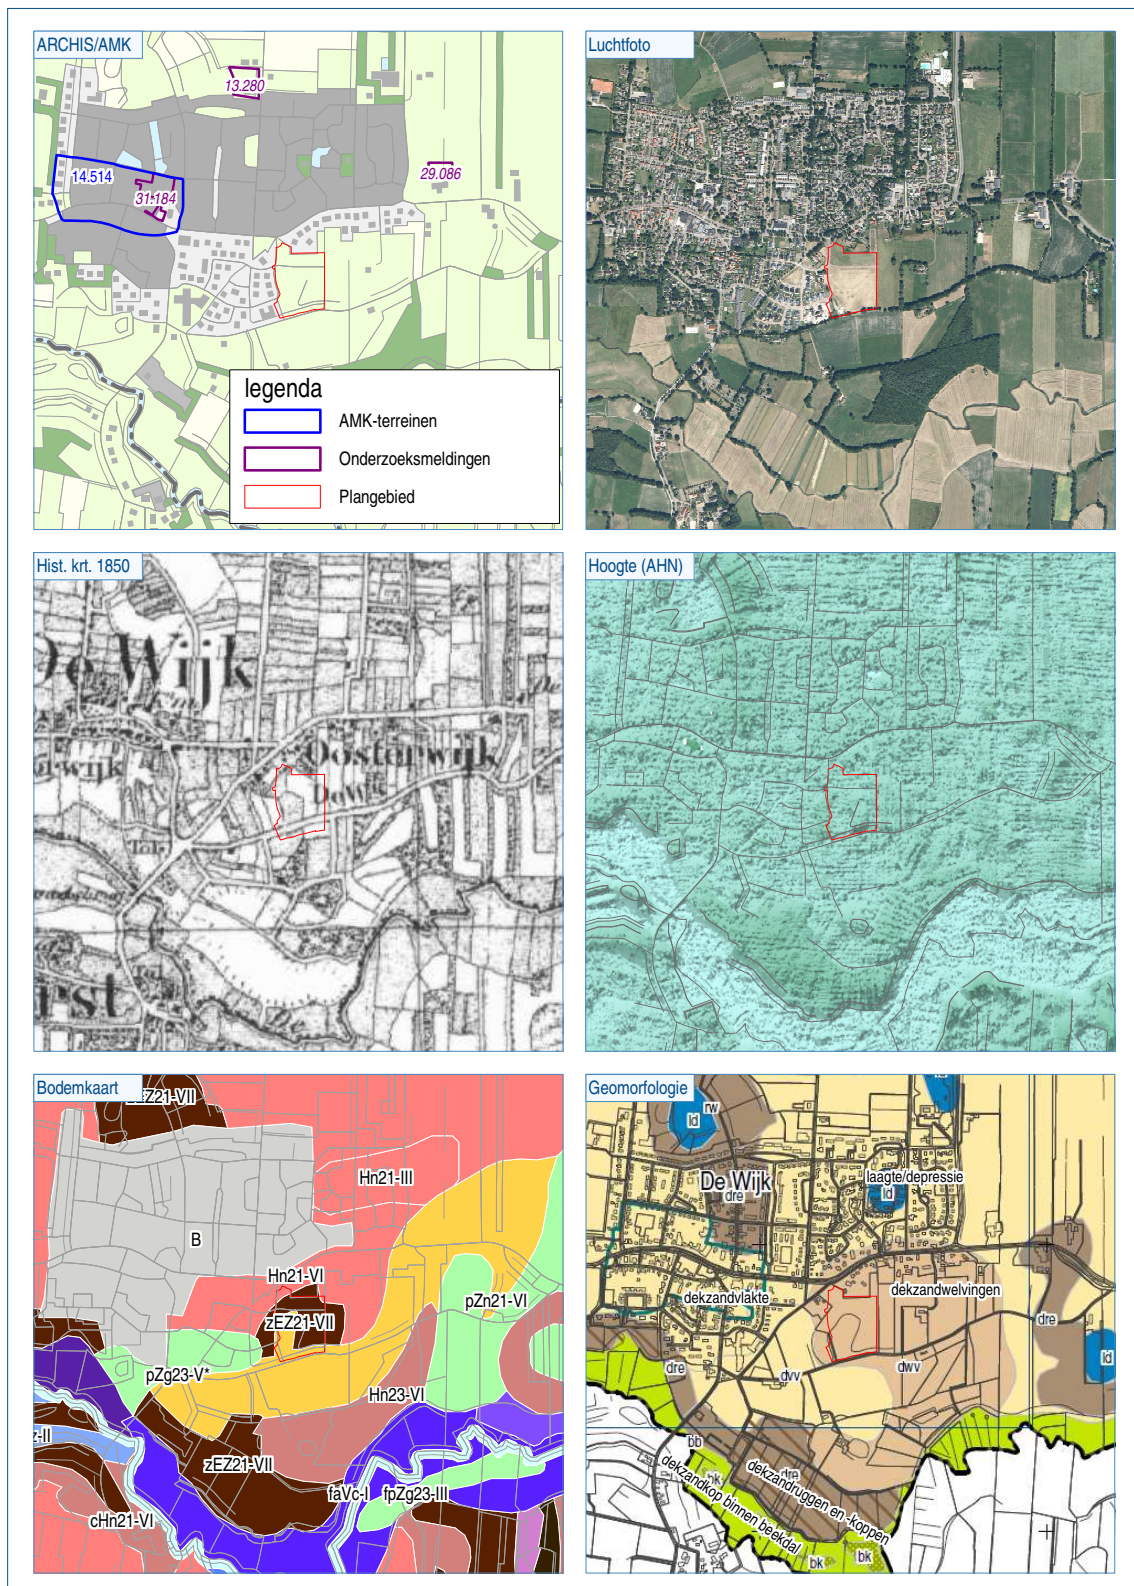 ARCHIS/AMK
13.280
14.514
31.184
29.086
legenda
AMK-terreinen
Onderzoeksmeldingen
Plangebied
Luchtfoto
Hist. krt. 1850
De Wijk
Oosterwijk
De Wijk
Tol
Hoogte (AHN)
Bodemkaart
zEZ21-VII
Hn21-III
B
Hn21-VI
zEZ21-VII
pZn21-VI
pZg23-V*
Hn23-VI
zEZ21-VII
faVc-I
fpZg23-III
cHn21-VI
Geomorfologie
rw
ld
De Wijk
dre
laagte/depressie
ld
dekzandvlakte
dekzandwelvingen
dre
ld
dre
dvv
dwv
bb
bk
dre
dekzandruggen en -koppen
dekzandkop binnen beekdal
bk
bk